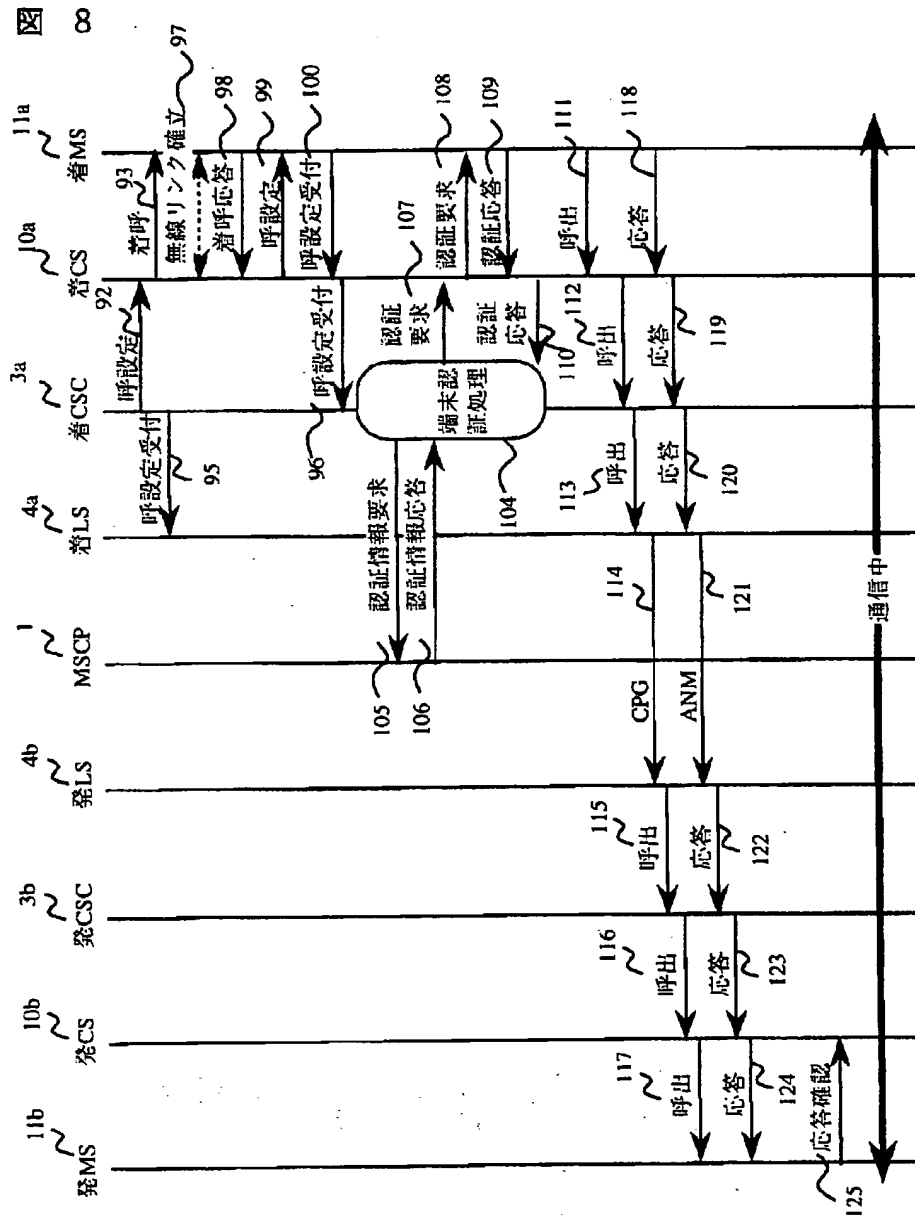 図 8
発MS
11b
発CS
10b
発CSC
3b
発LS
4b
MSCP
1
着LS
4a
着CSC
3a
着CS
10a
着MS
11a
呼設定
92
着呼
93
呼設定受付
95
無線リンク確立
97
着呼応答
98
呼設定
99
呼設定受付
100
呼設定受付
96
端末認
証処理
104
認証情報要求
105
認証情報応答
106
認証
要求
107
認証要求
108
認証応答
109
認証
応答
110
呼出
111
呼出
112
呼出
113
CPG
114
呼出
115
呼出
116
呼出
117
応答
118
応答
119
応答
120
ANM
121
応答
122
応答
123
応答
124
応答確認
125
通信中